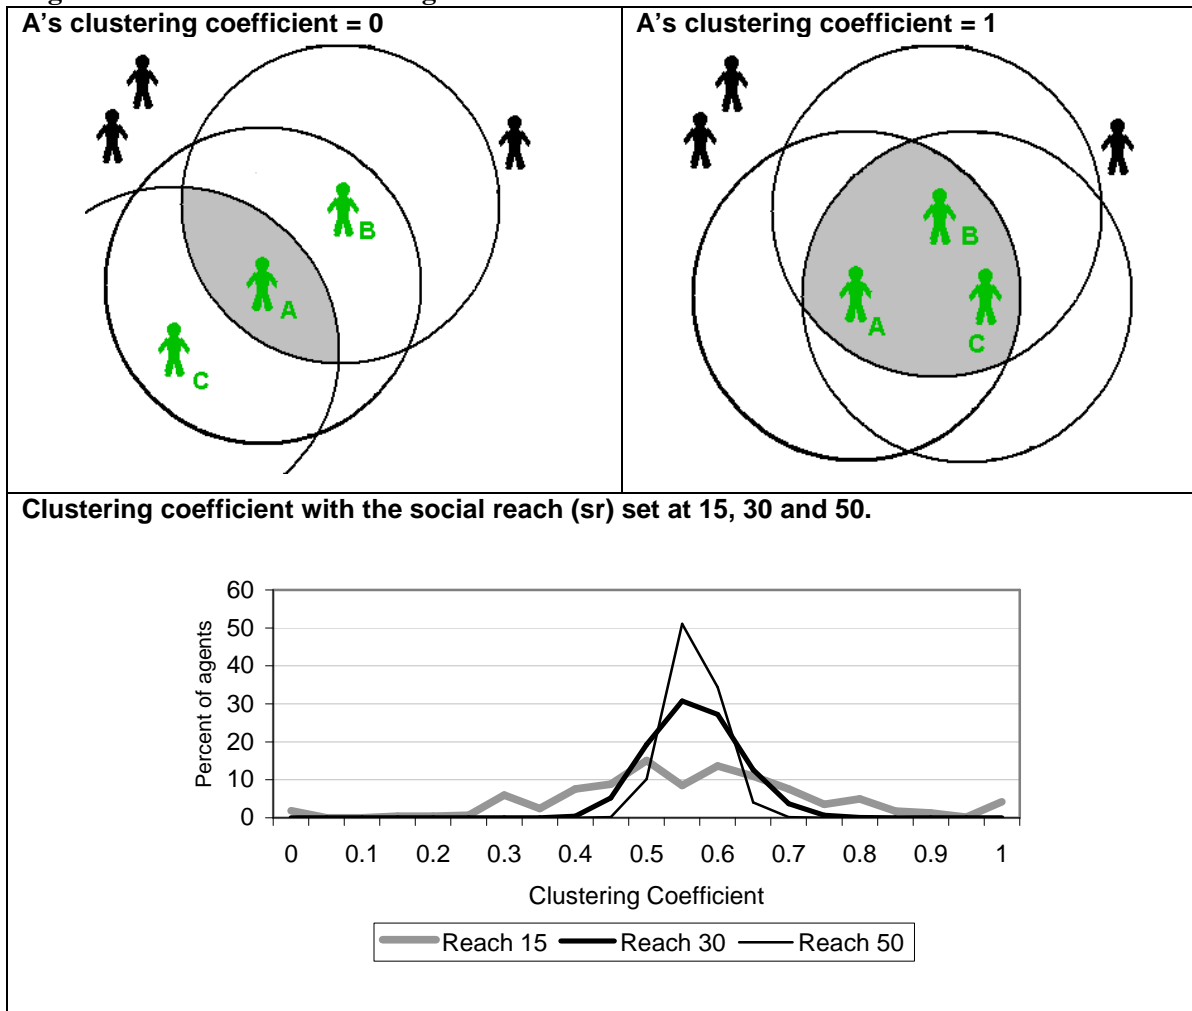 A's clustering coefficient = 0
A's clustering coefficient = 1
B
A
C
B
A
C
Clustering coefficient with the social reach (sr) set at 15, 30 and 50.
Percent of agents
60
50
40
30
20
10
0
0 0.1 0.2 0.3 0.4 0.5 0.6 0.7 0.8 0.9 1
Clustering Coefficient
Reach 15 Reach 30 Reach 50